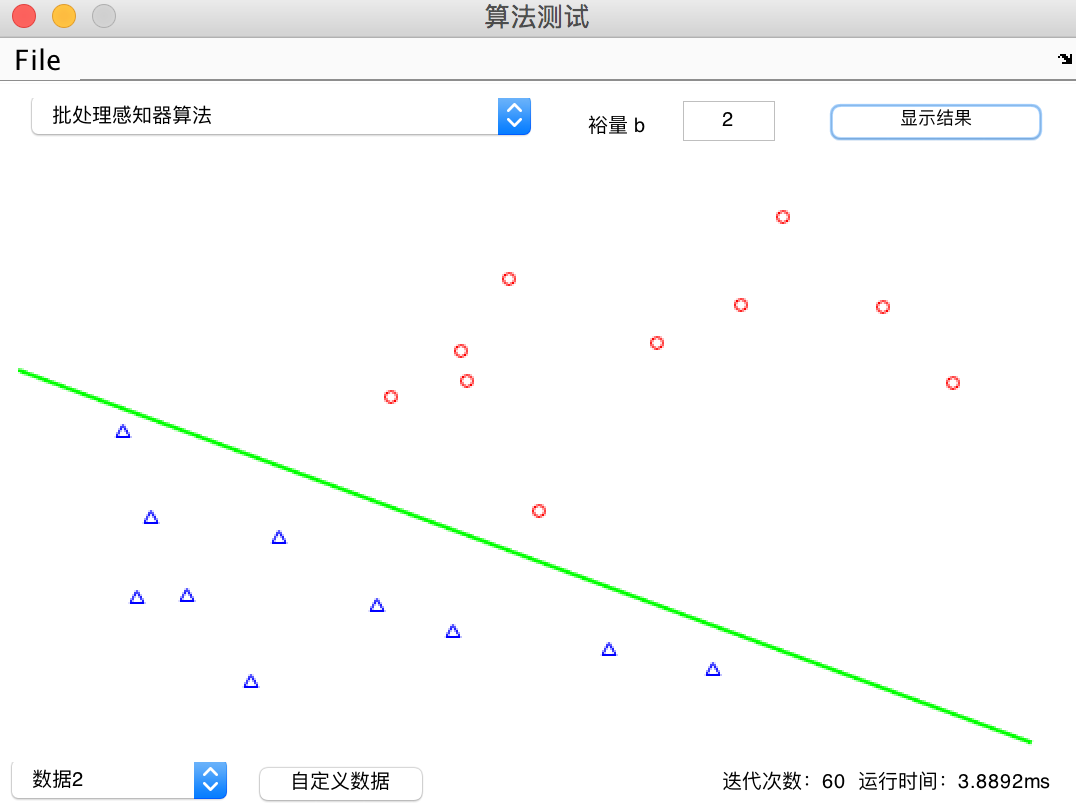 算法测试
File
批处理感知器算法
裕量 b
2
显示结果
数据2
自定义数据
迭代次数：60 运行时间：3.8892ms